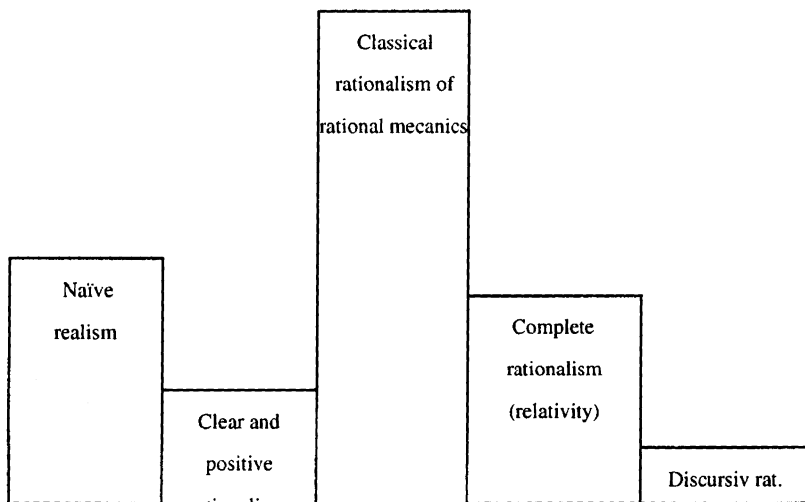 Classical
rationalism of
rational mecanics
Naïve
realism
Complete
rationalism
(relativity)
Clear and
positive
Discursiv rat.